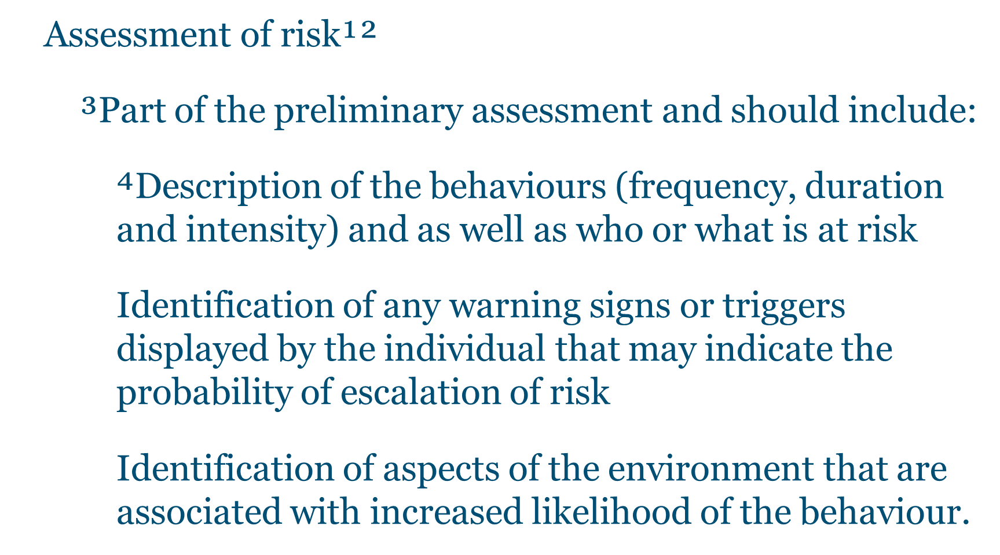 Assessment of risk¹²
³Part of the preliminary assessment and should include:
⁴Description of the behaviours (frequency, duration
and intensity) and as well as who or what is at risk
Identification of any warning signs or triggers
displayed by the individual that may indicate the
probability of escalation of risk
Identification of aspects of the environment that are
associated with increased likelihood of the behaviour.